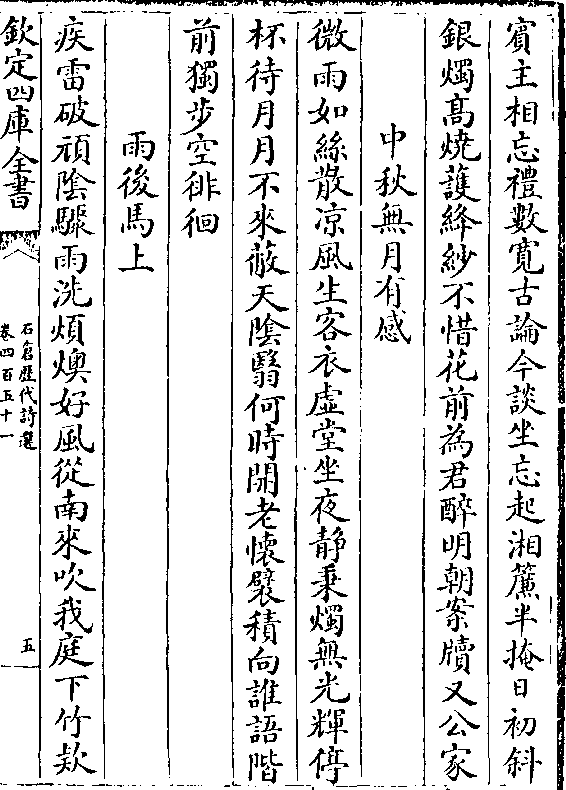 賓主相忘禮數寛古論今談坐忘起湘簾半掩日初斜
銀燭髙燒護絳紗不惜花前為君醉明朝案牘又公家
中秋無月有感
微雨如絲散凉風生客衣虚堂坐夜静秉燭無光輝停
杯待月月不來蔽天陰翳何時開老懷襞積向誰語階
前獨步空徘徊
雨後馬上
疾雷破頑陰驟雨洗煩燠好風從南來吹我庭下竹欵
欽定四庫全書
石倉歴代詩選
卷四百五十一
五